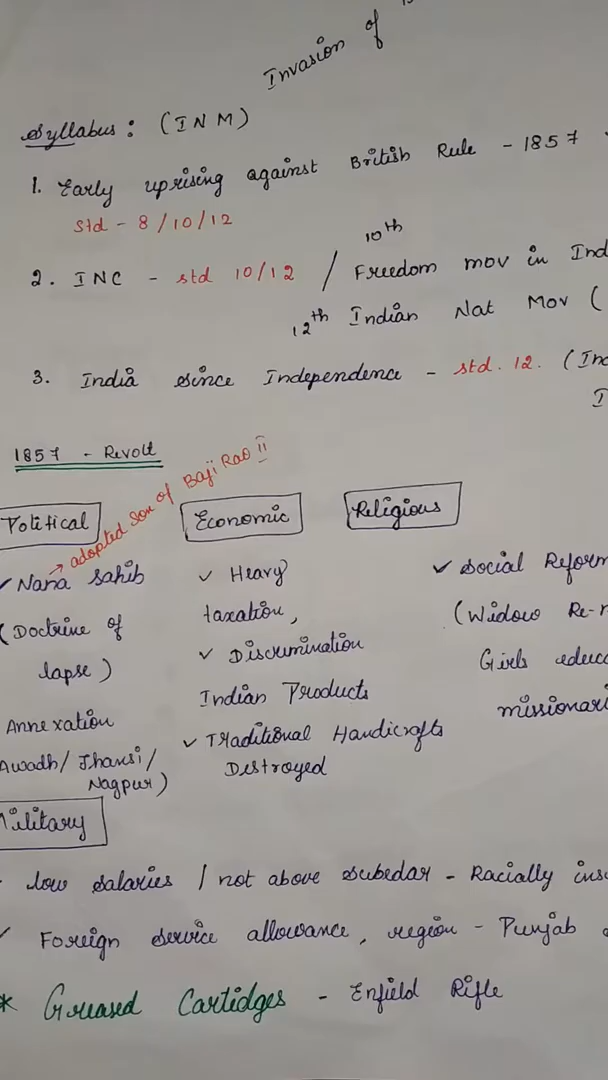 Invasion of
Syllabus : (INM)
1. Early uprising against British Rule - 1857
Std - 8/10/12
2. INC - std 10/12 / 10th Freedom mov in Ind
12th Indian Nat Mov (
3. India since Independence - std. 12. (Ind
I
1857 - Revolt
adopted son of Baji Rao II
Political Economic Religious
✓ Nana Sahib ✓ Heavy ✓ Social Reform
(Doctrine of taxation, (Widow Re-
lapse) ✓ Discrimination Girls educ
Indian Products missionari
Annexation ✓ Traditional Handicrafts
Awadh/Jhansi/ Destroyed
Nagpur)
Military
low salaries / not above subedar - Racially ins
✓ Foreign service allowance, region - Punjab
* Greased Cartidges - Enfield Rifle